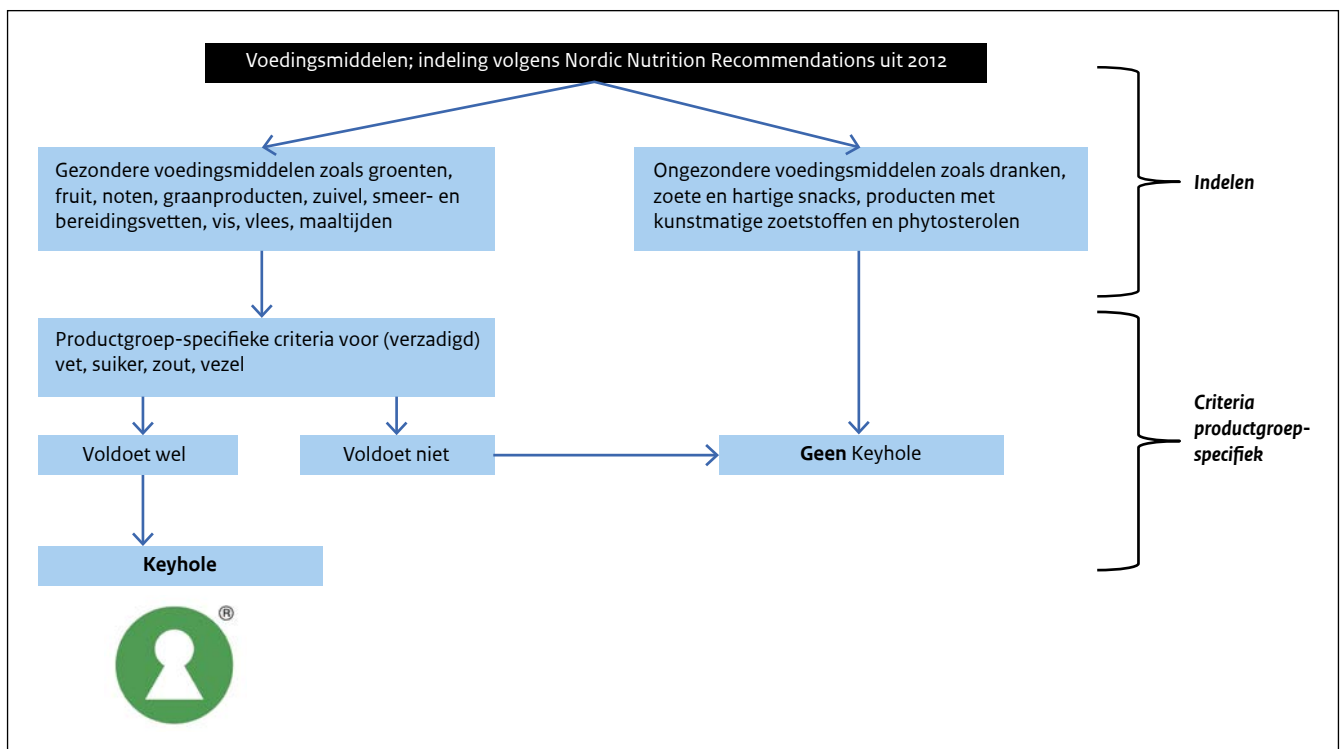 Voedingsmiddelen; indeling volgens Nordic Nutrition Recommendations uit 2012
Gezondere voedingsmiddelen zoals groenten,
fruit, noten, graanproducten, zuivel, smeer- en
bereidingsvetten, vis, vlees, maaltijden
Ongezondere voedingsmiddelen zoals dranken,
zoete en hartige snacks, producten met
kunstmatige zoetstoffen en phytosterolen
Indelen
Productgroep-specifieke criteria voor (verzadigd)
vet, suiker, zout, vezel
Criteria
productgroep-
specifiek
Voldoet wel
Voldoet niet
Geen Keyhole
Keyhole
®